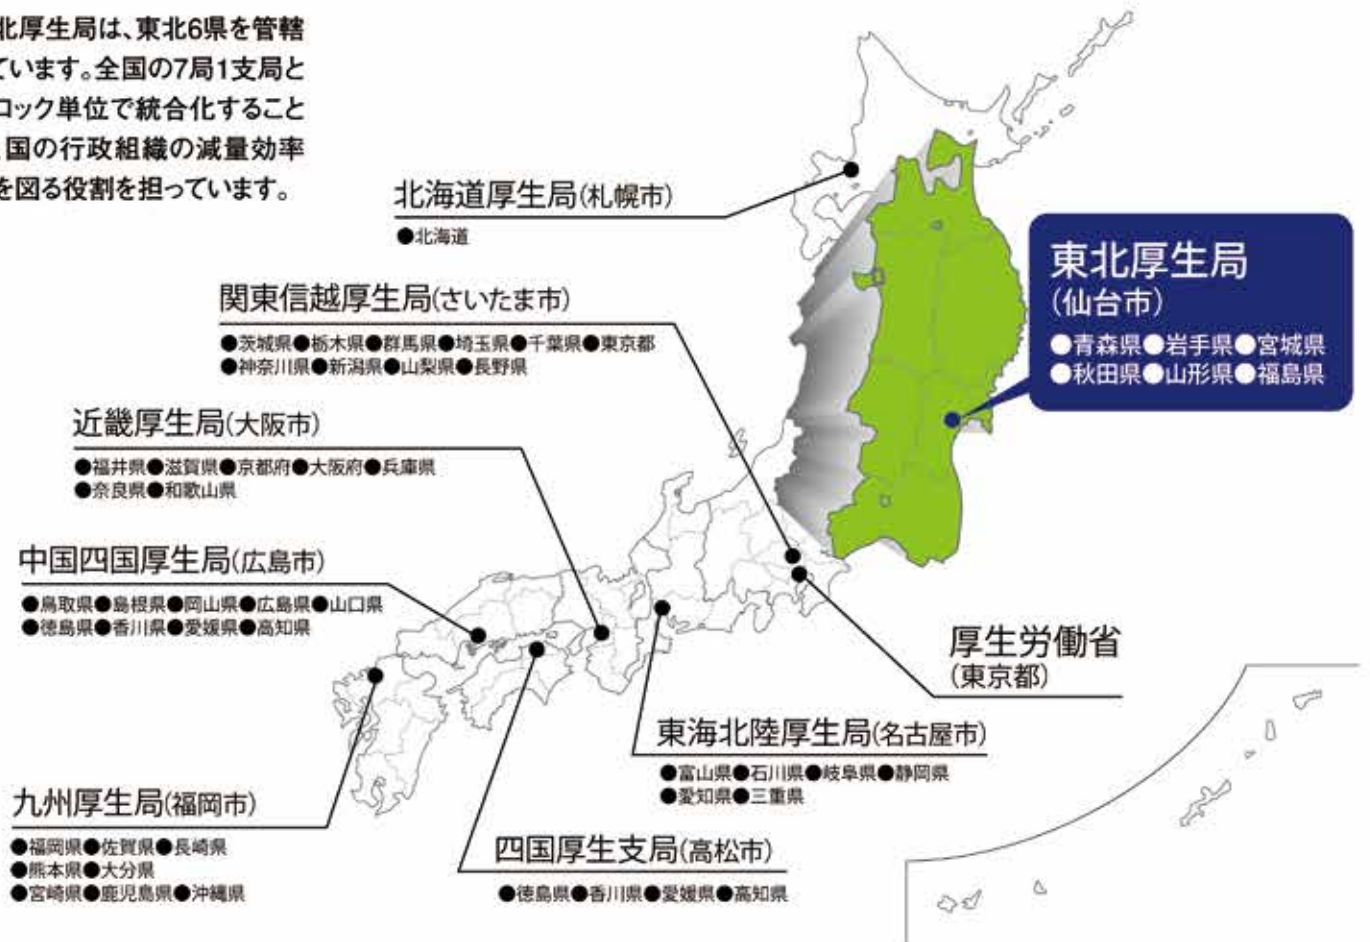 北厚生局は、東北6県を管轄
ています。全国の7局1支局と
ロック単位で統合化すること
国の行政組織の減量効率
を図る役割を担っています。
北海道厚生局(札幌市)
●北海道
東北厚生局
(仙台市)
●青森県●岩手県●宮城県
●秋田県●山形県●福島県
関東信越厚生局(さいたま市)
●茨城県●栃木県●群馬県●埼玉県●千葉県●東京都
●神奈川県●新潟県●山梨県●長野県
近畿厚生局(大阪市)
●福井県●滋賀県●京都府●大阪府●兵庫県
●奈良県●和歌山県
中国四国厚生局(広島市)
●鳥取県●島根県●岡山県●広島県●山口県
●徳島県●香川県●愛媛県●高知県
厚生労働省
(東京都)
東海北陸厚生局(名古屋市)
●富山県●石川県●岐阜県●静岡県
●愛知県●三重県
九州厚生局(福岡市)
●福岡県●佐賀県●長崎県
●熊本県●大分県
●宮崎県●鹿児島県●沖縄県
四国厚生支局(高松市)
●徳島県●香川県●愛媛県●高知県